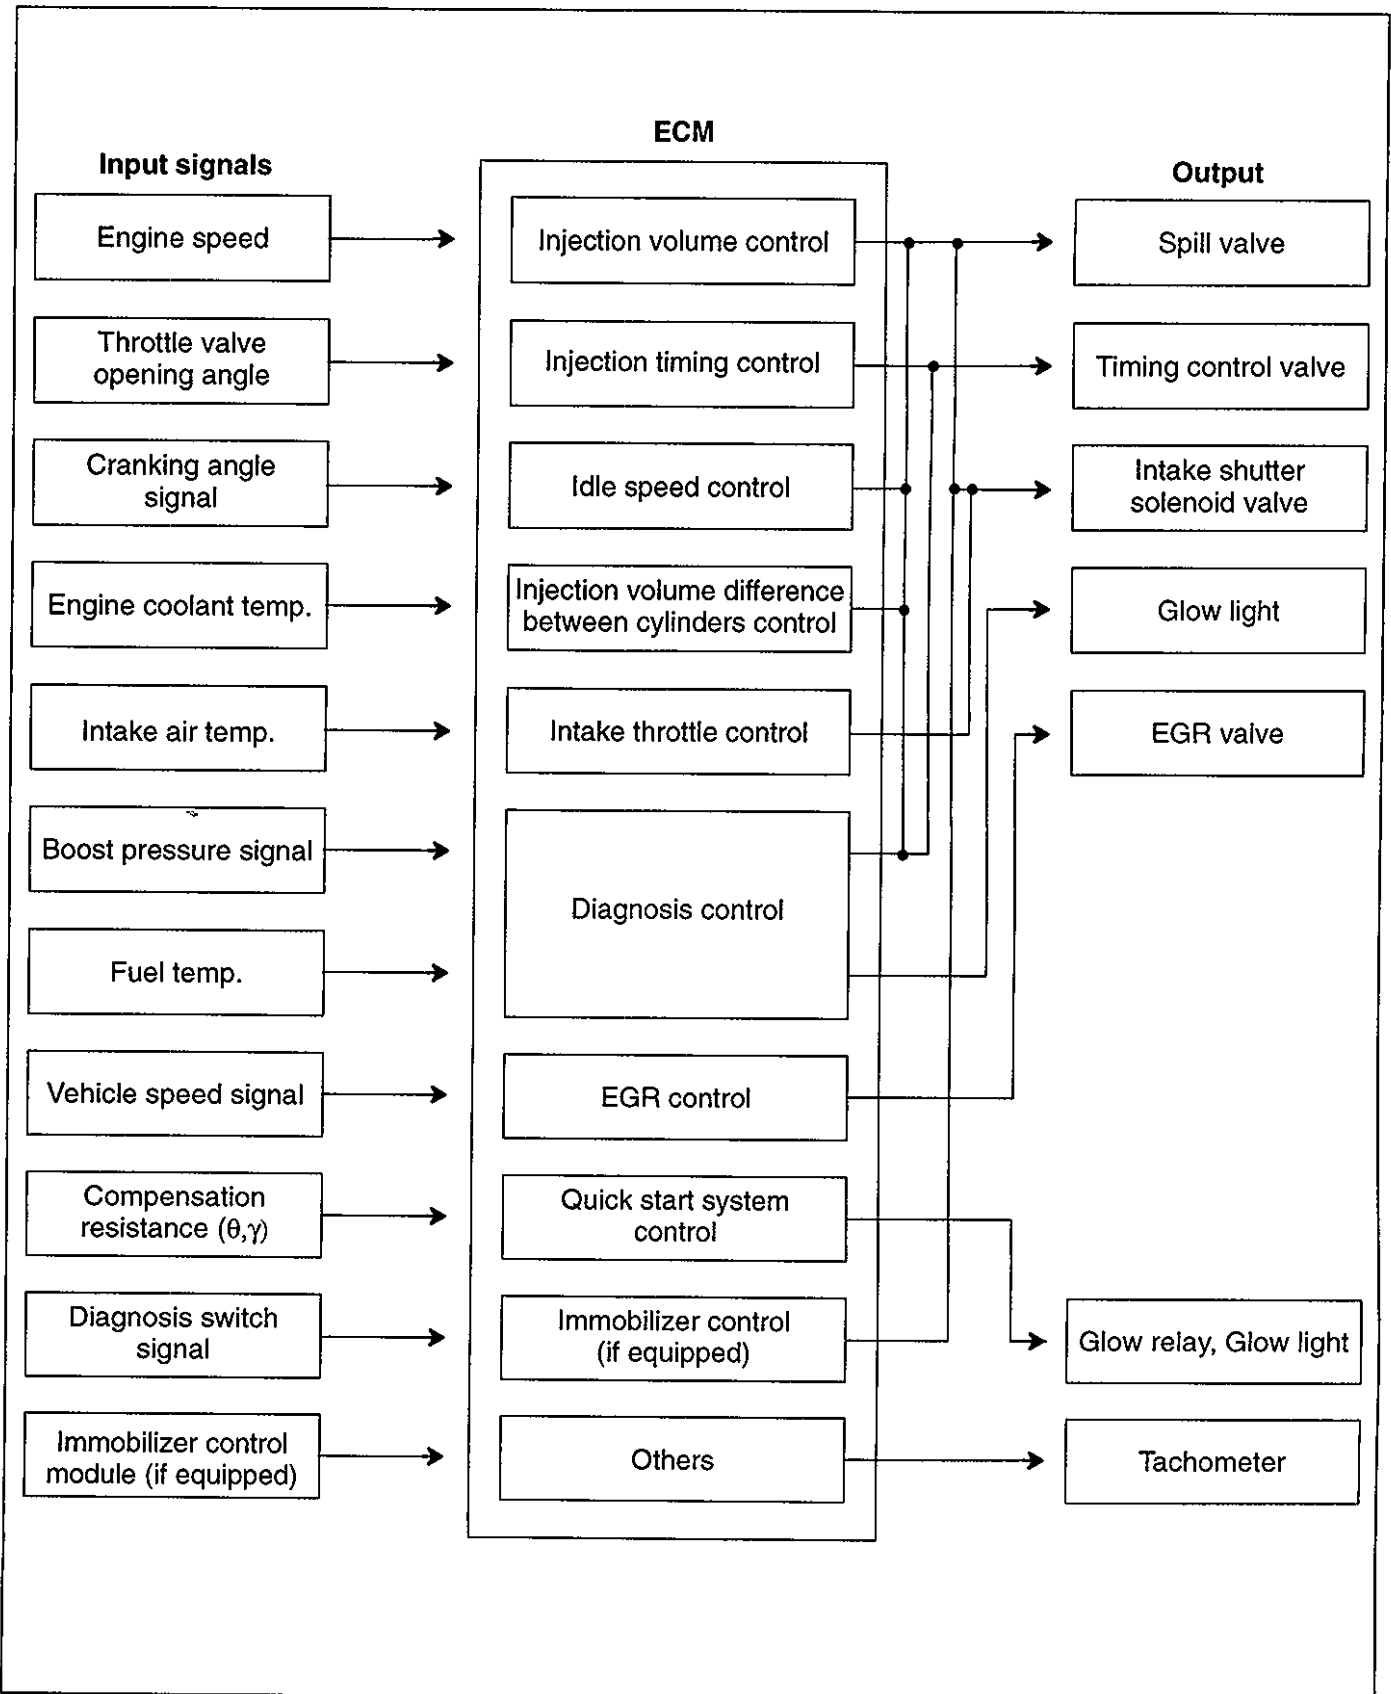 ECM
Input signals
Output
Engine speed
Injection volume control
Spill valve
Throttle valve
opening angle
Injection timing control
Timing control valve
Cranking angle
signal
Idle speed control
Intake shutter
solenoid valve
Engine coolant temp.
Injection volume difference
between cylinders control
Glow light
Intake air temp.
Intake throttle control
EGR valve
Boost pressure signal
Diagnosis control
Fuel temp.
Vehicle speed signal
EGR control
Compensation
resistance (θ,γ)
Quick start system
control
Diagnosis switch
signal
Immobilizer control
(if equipped)
Glow relay, Glow light
Immobilizer control
module (if equipped)
Others
Tachometer